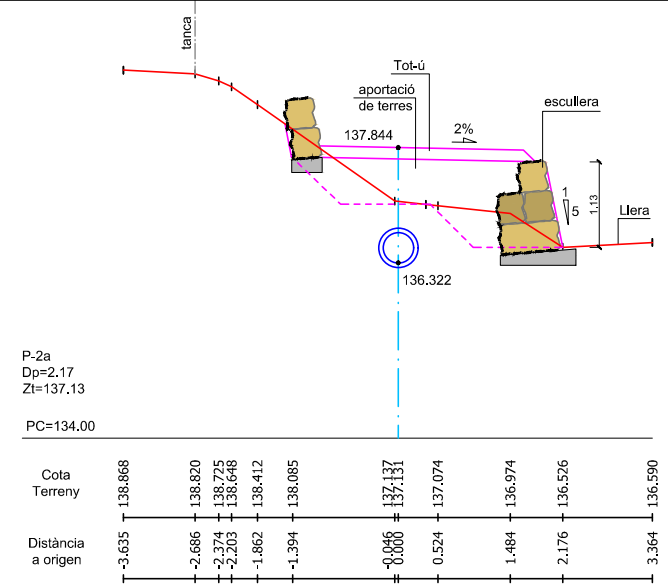 tanca
Tot-ú
aportació
de terres
escullera
137.844
2%
1
5
1.13
Llera
136.322
P-2a
Dp=2.17
Zt=137.13
PC=134.00
Cota
Terreny
138.868
138.820
138.725
138.648
138.412
138.085
137.137
137.131
137.074
136.974
136.526
136.590
Distància
a origen
-3.635
-2.686
-2.374
-2.203
-1.862
-1.394
-0.046
0.000
0.524
1.484
2.176
3.364